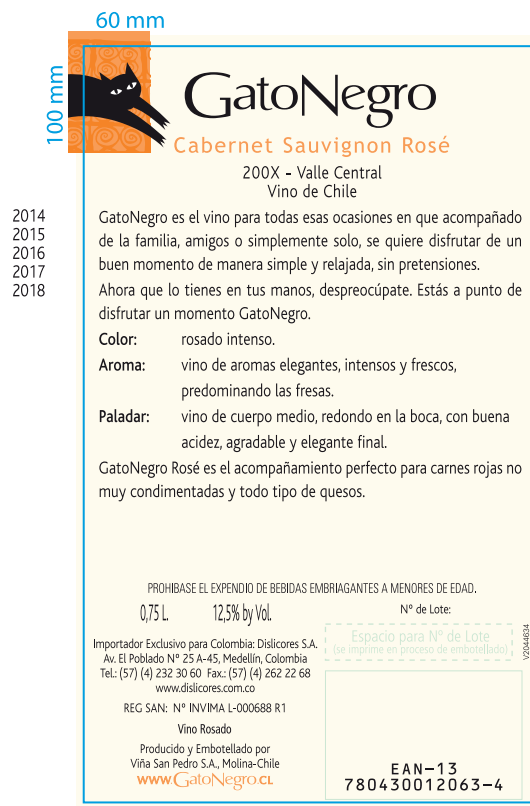 60 mm
100 mm
GatoNegro
Cabernet Sauvignon Rosé
200X - Valle Central
Vino de Chile
2014
2015
2016
2017
2018
GatoNegro es el vino para todas esas ocasiones en que acompañado
de la familia, amigos o simplemente solo, se quiere disfrutar de un
buen momento de manera simple y relajada, sin pretensiones.
Ahora que lo tienes en tus manos, despreocúpate. Estás a punto de
disfrutar un momento GatoNegro.
Color: rosado intenso.
Aroma: vino de aromas elegantes, intensos y frescos,
predominando las fresas.
Paladar: vino de cuerpo medio, redondo en la boca, con buena
acidez, agradable y elegante final.
GatoNegro Rosé es el acompañamiento perfecto para carnes rojas no
muy condimentadas y todo tipo de quesos.
PROHIBASE EL EXPENDIO DE BEBIDAS EMBRIAGANTES A MENORES DE EDAD.
0,75 L. 12,5% by Vol.
Nº de Lote:
Espacio para Nº de Lote
(se imprime en proceso de embotellado)
V2044634
Importador Exclusivo para Colombia: Dislicores S.A.
Av. El Poblado Nº 25 A-45, Medellín, Colombia
Tel.: (57) (4) 232 30 60 Fax.: (57) (4) 262 22 68
www.dislicores.com.co
REG SAN: Nº INVIMA L-000688 R1
Vino Rosado
Producido y Embotellado por
Viña San Pedro S.A., Molina-Chile
www.GatoNegro.CL
EAN-13
780430012063-4